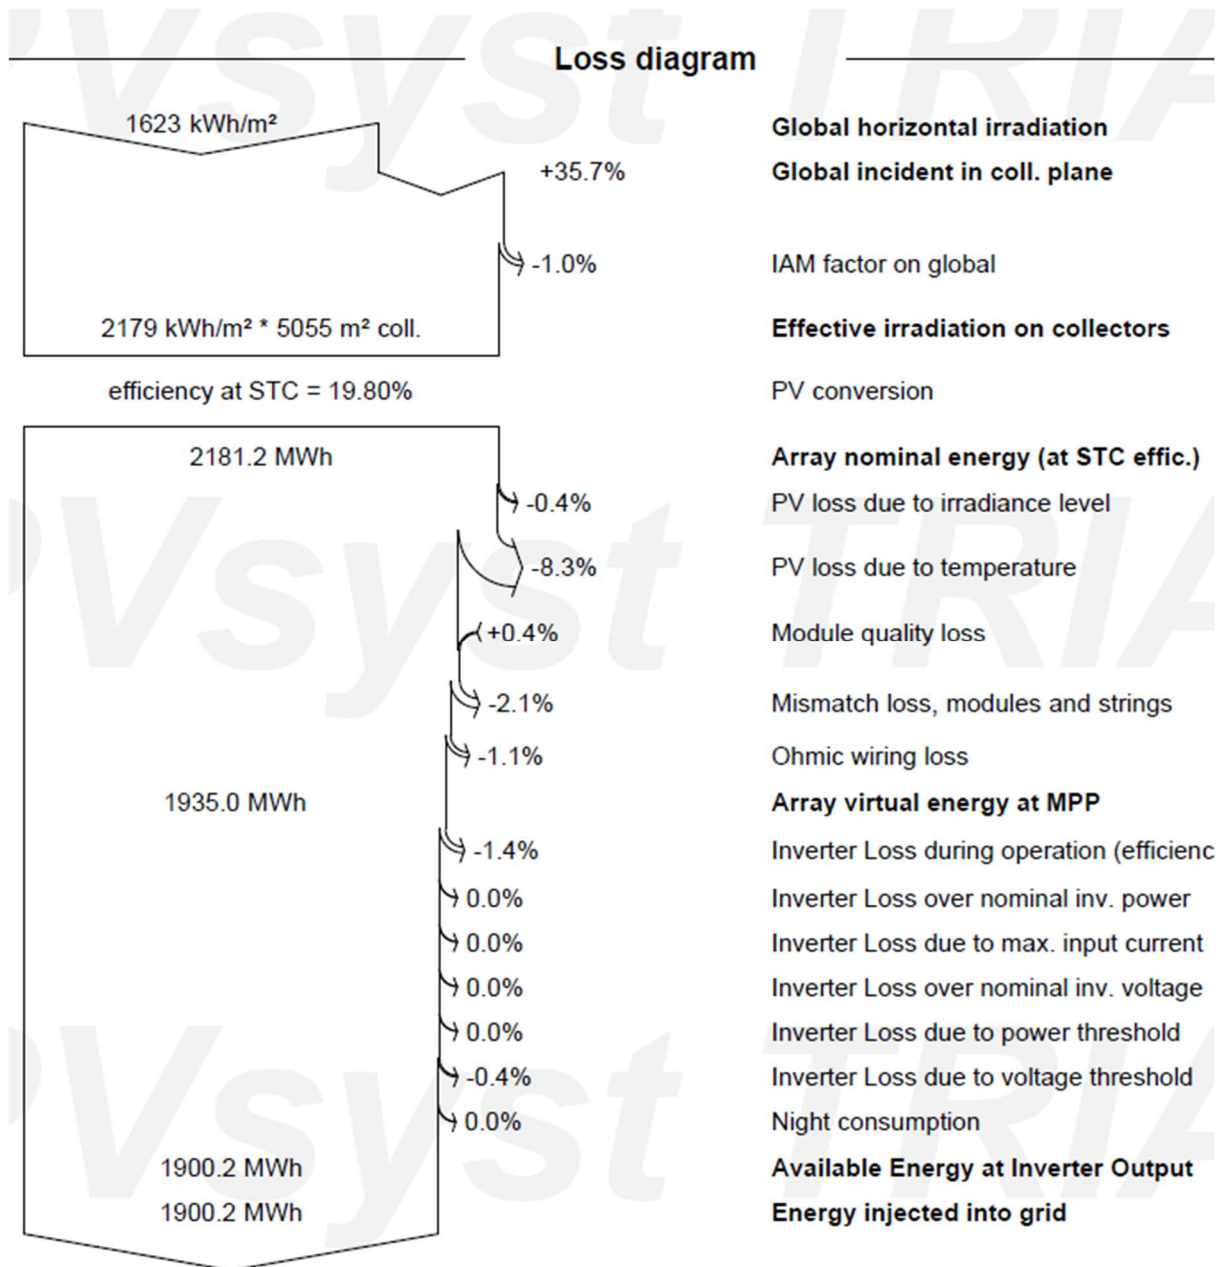 Loss diagram
1623 kWh/m² Global horizontal irradiation
+35.7% Global incident in coll. plane
-1.0% IAM factor on global
2179 kWh/m² * 5055 m² coll. Effective irradiation on collectors
efficiency at STC = 19.80% PV conversion
2181.2 MWh Array nominal energy (at STC effic.)
-0.4% PV loss due to irradiance level
-8.3% PV loss due to temperature
+0.4% Module quality loss
-2.1% Mismatch loss, modules and strings
-1.1% Ohmic wiring loss
1935.0 MWh Array virtual energy at MPP
-1.4% Inverter Loss during operation (efficienc
0.0% Inverter Loss over nominal inv. power
0.0% Inverter Loss due to max. input current
0.0% Inverter Loss over nominal inv. voltage
0.0% Inverter Loss due to power threshold
-0.4% Inverter Loss due to voltage threshold
0.0% Night consumption
1900.2 MWh Available Energy at Inverter Output
1900.2 MWh Energy injected into grid
PVsyst TRIA
PVsyst TRIA
PVsyst TRIA